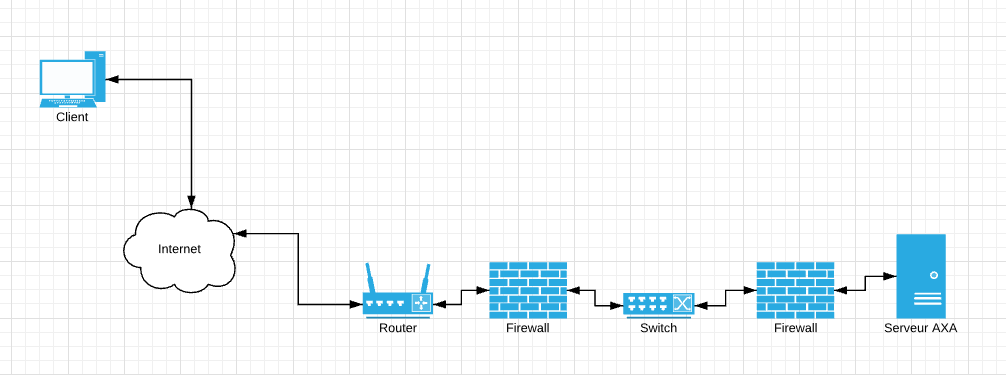 Client
Internet
Router
Firewall
Switch
Firewall
Serveur AXA